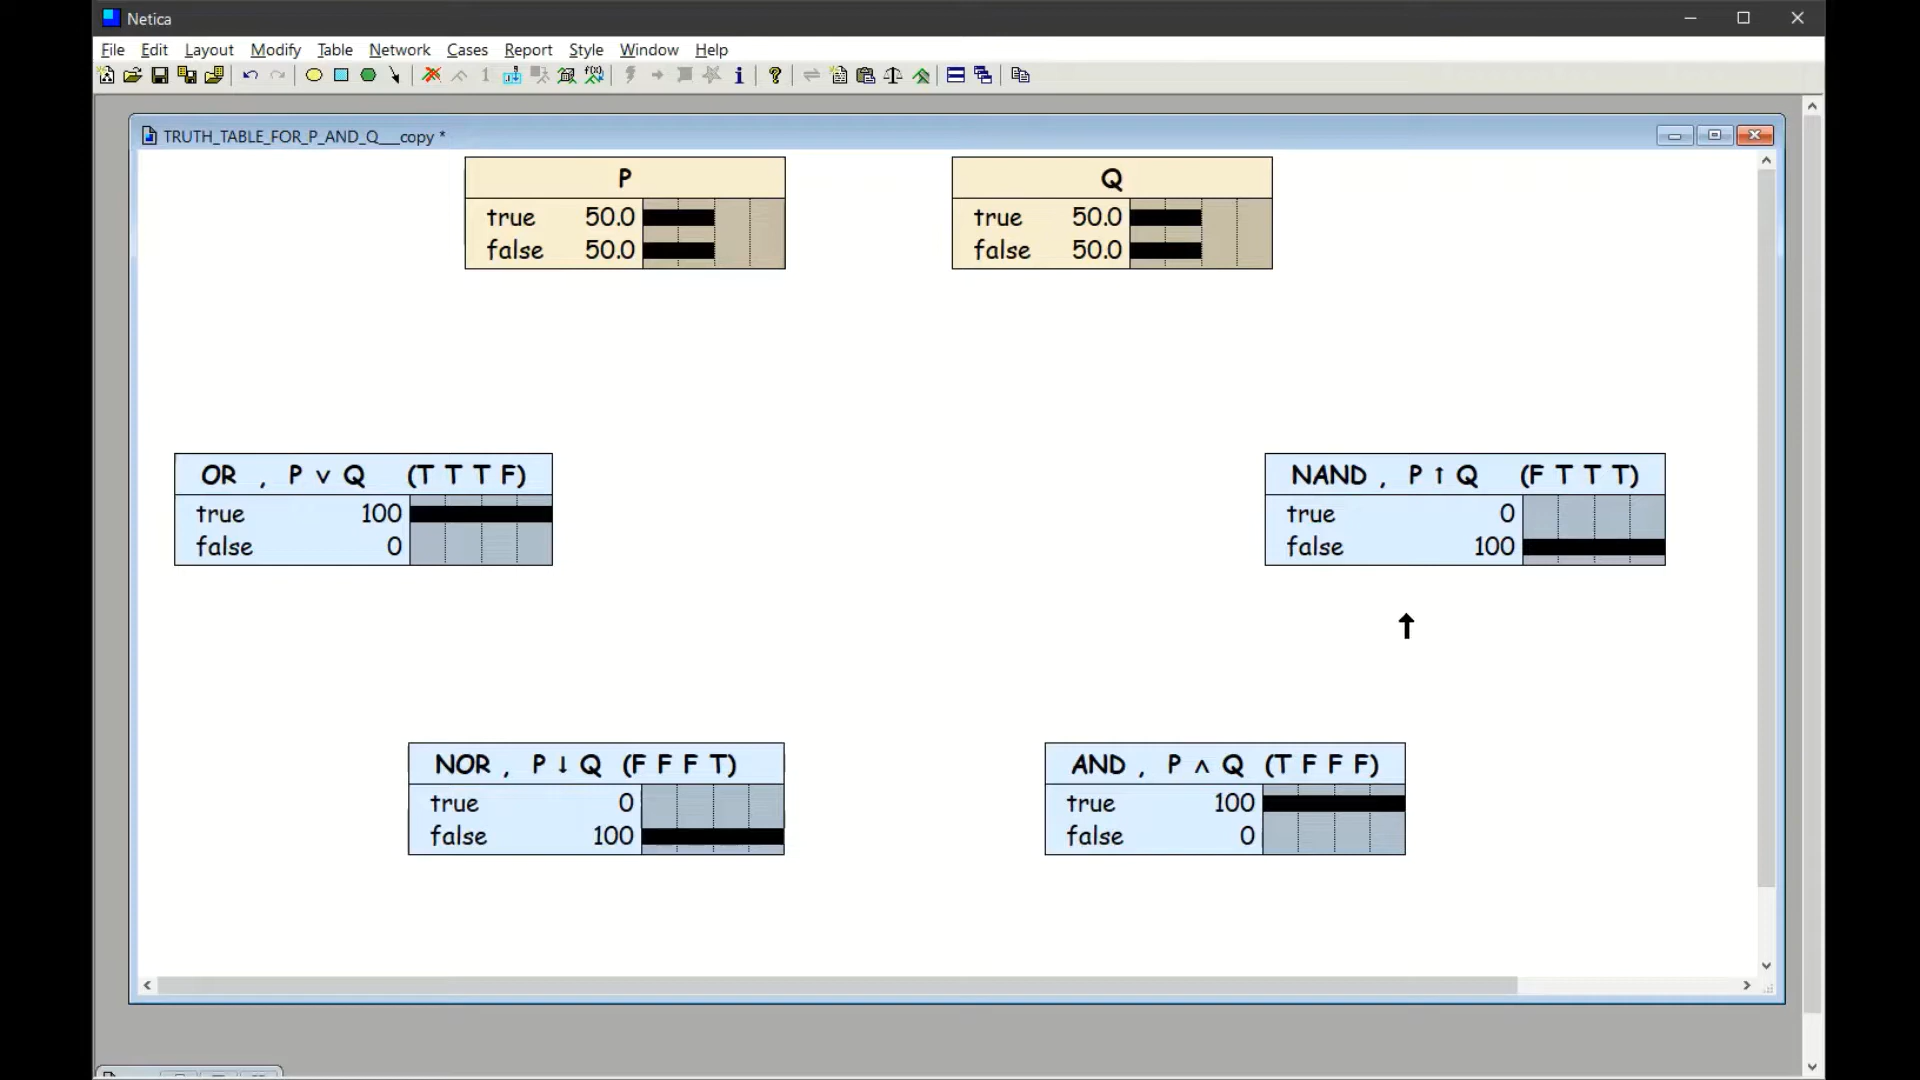 Netica
File Edit Layout Modify Table Network Cases Report Style Window Help
TRUTH_TABLE_FOR_P_AND_Q___copy *
P
true 50.0
false 50.0
Q
true 50.0
false 50.0
OR , P ∨ Q (T T T F)
true 100
false 0
NAND , P ↑ Q (F T T T)
true 0
false 100
NOR , P ↓ Q (F F F T)
true 0
false 100
AND , P ∧ Q (T F F F)
true 100
false 0